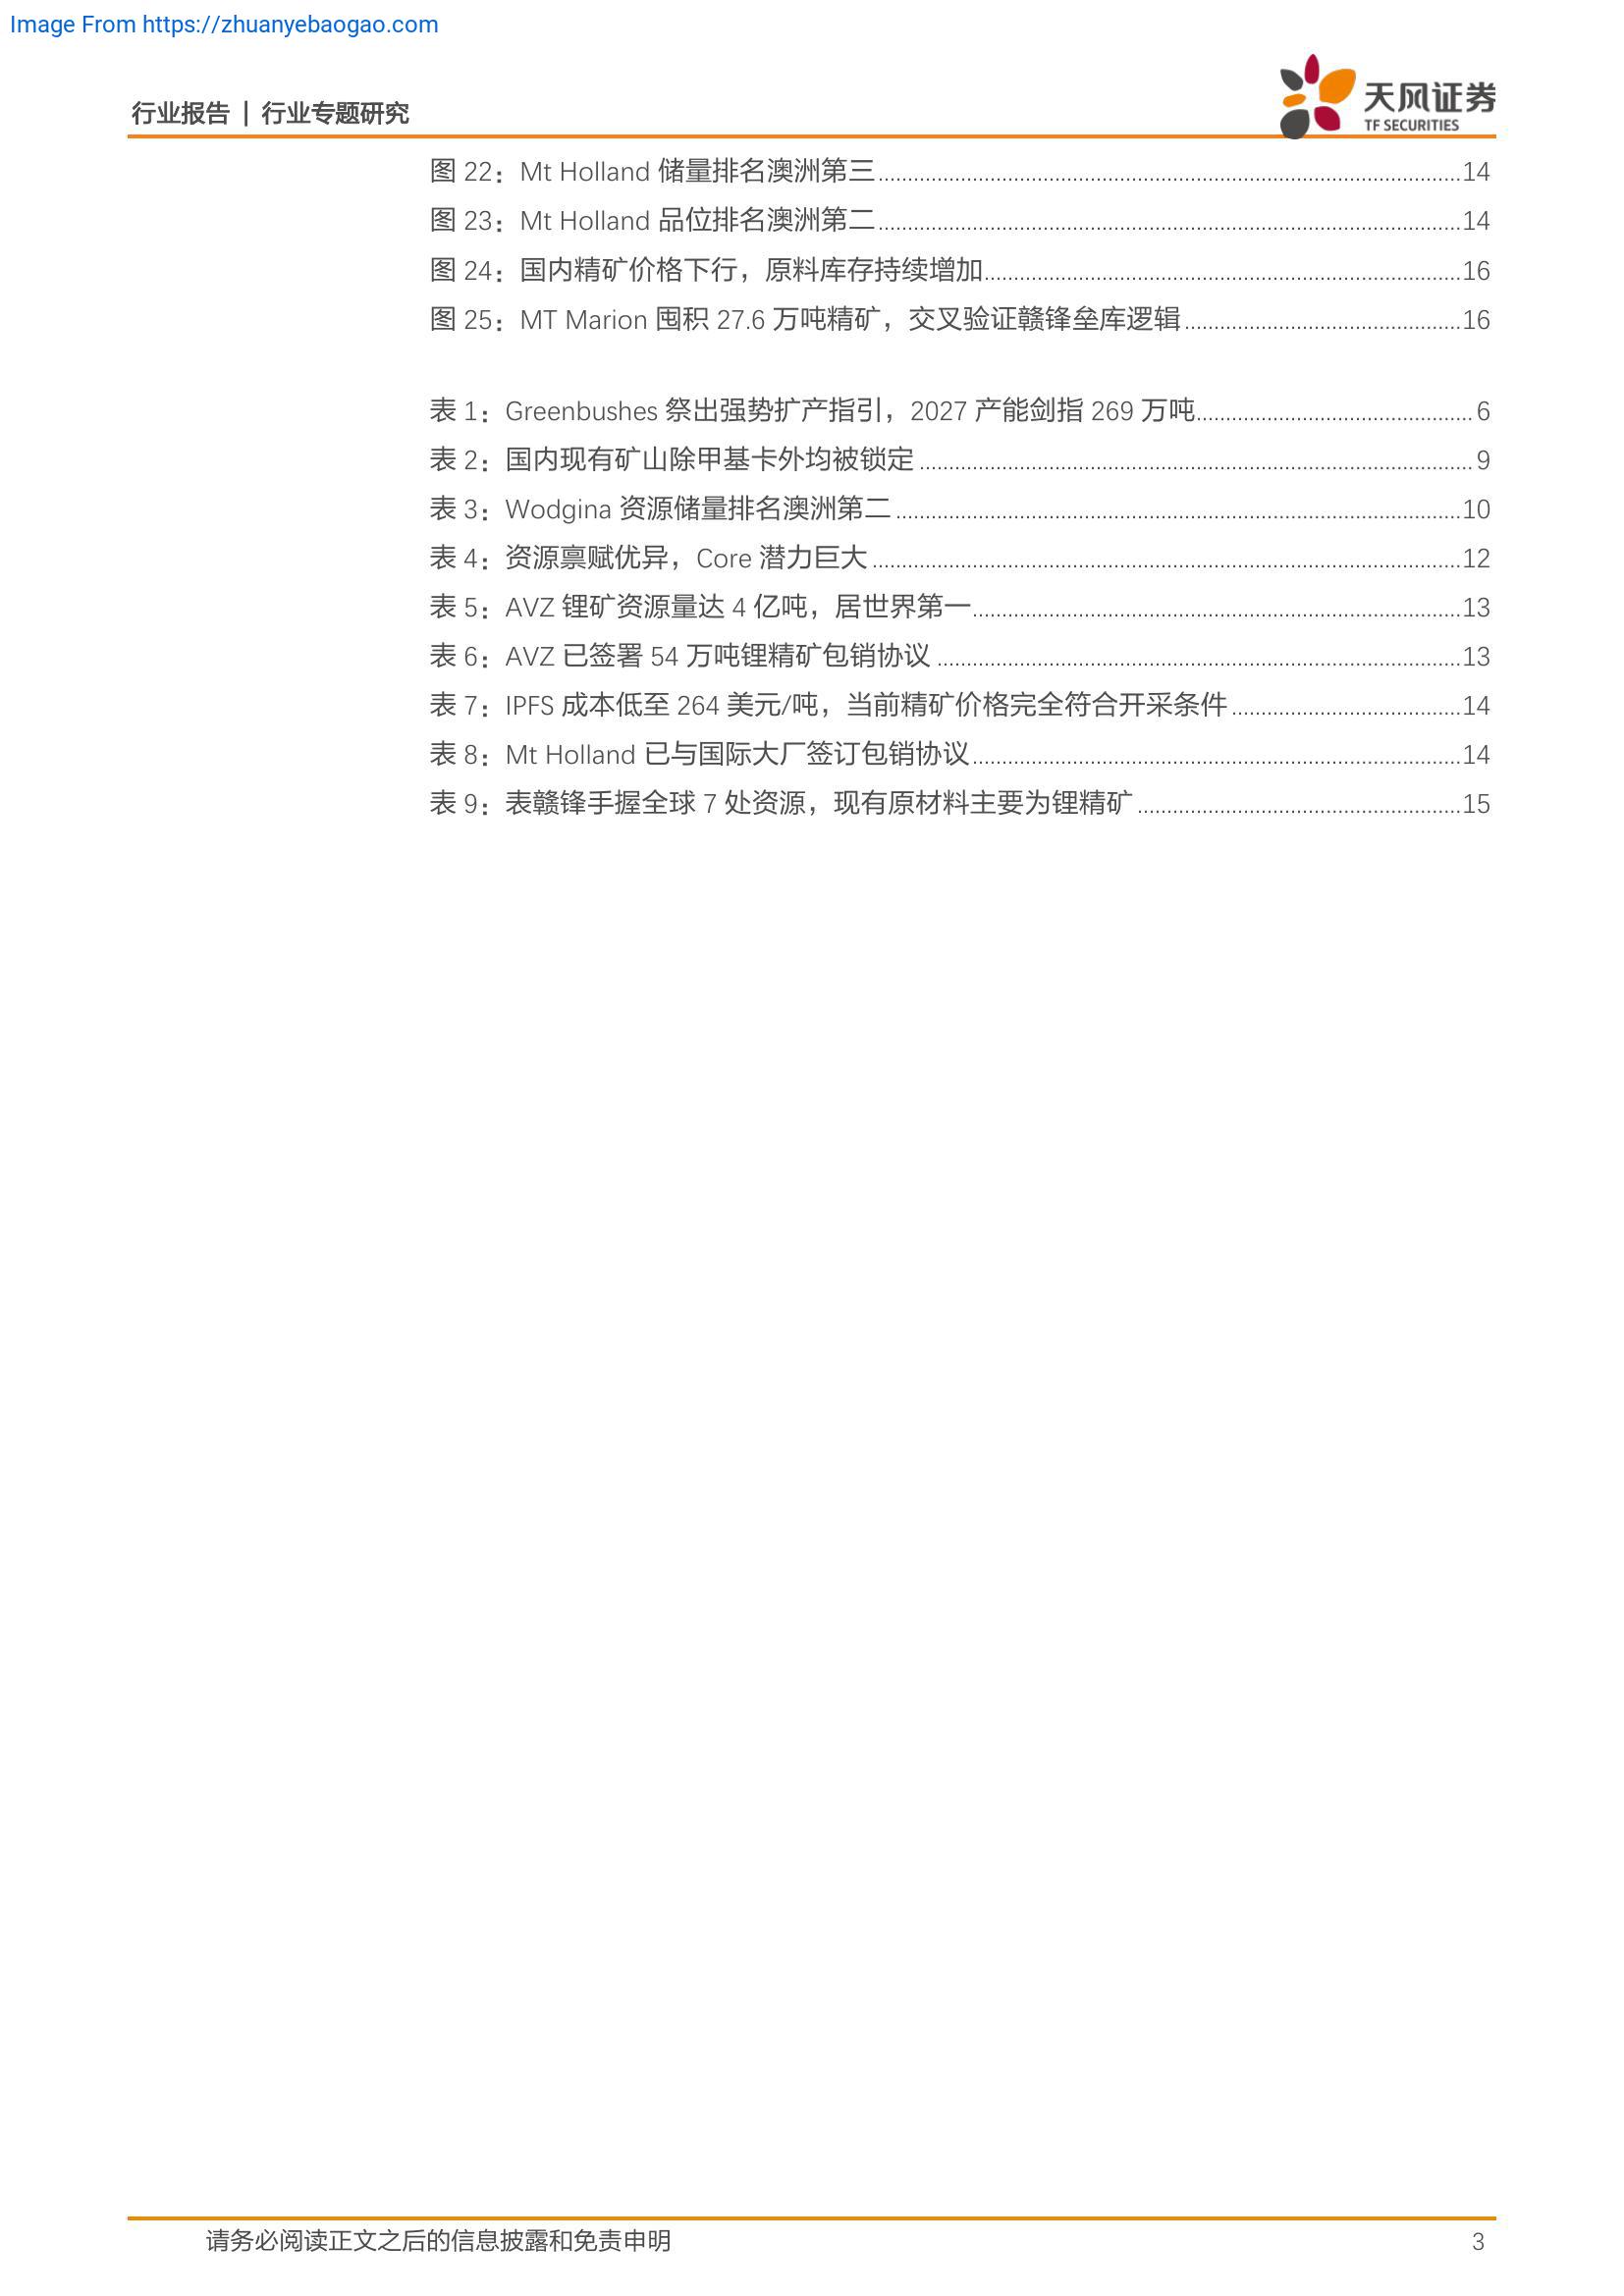 Image From https://zhuanyebaogao.com
行业报告 | 行业专题研究
天风证券
TF SECURITIES
图 22：Mt Holland 储量排名澳洲第三........................14
图 23：Mt Holland 品位排名澳洲第二........................14
图 24：国内精矿价格下行，原料库存持续增加........................16
图 25：MT Marion 囤积 27.6 万吨精矿，交叉验证赣锋垒库逻辑........................16
表 1：Greenbushes 祭出强势扩产指引，2027 产能剑指 269 万吨........................6
表 2：国内现有矿山除甲基卡外均被锁定........................9
表 3：Wodgina 资源储量排名澳洲第二........................10
表 4：资源禀赋优异，Core 潜力巨大........................12
表 5：AVZ 锂矿资源量达 4 亿吨，居世界第一........................13
表 6：AVZ 已签署 54 万吨锂精矿包销协议........................13
表 7：IPFS 成本低至 264 美元/吨，当前精矿价格完全符合开采条件........................14
表 8：Mt Holland 已与国际大厂签订包销协议........................14
表 9：表赣锋手握全球 7 处资源，现有原材料主要为锂精矿........................15
请务必阅读正文之后的信息披露和免责申明 3